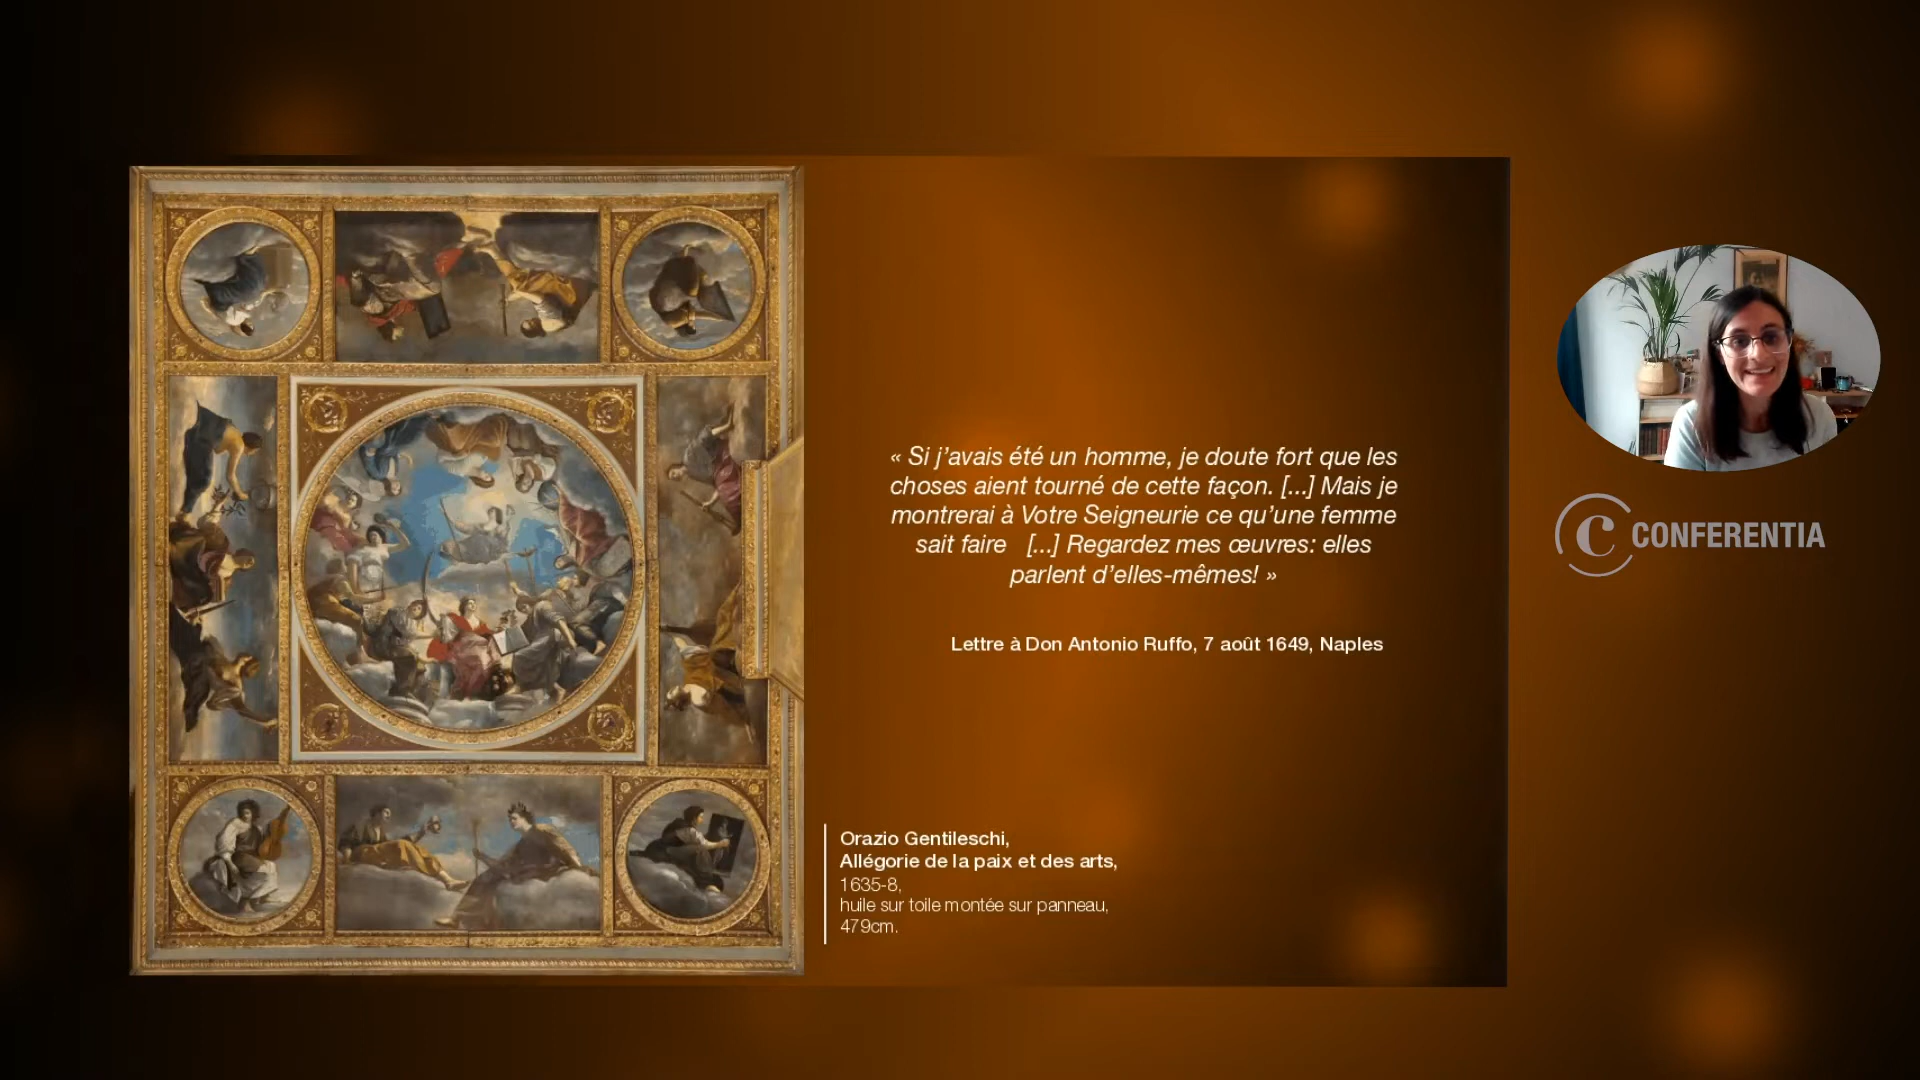 « Si j’avais été un homme, je doute fort que les
choses aient tourné de cette façon. [...] Mais je
montrerai à Votre Seigneurie ce qu’une femme
sait faire [...] Regardez mes œuvres: elles
parlent d’elles-mêmes! »
Lettre à Don Antonio Ruffo, 7 août 1649, Naples
Orazio Gentileschi,
Allégorie de la paix et des arts,
1635-8,
huile sur toile montée sur panneau,
479cm.
C CONFERENTIA